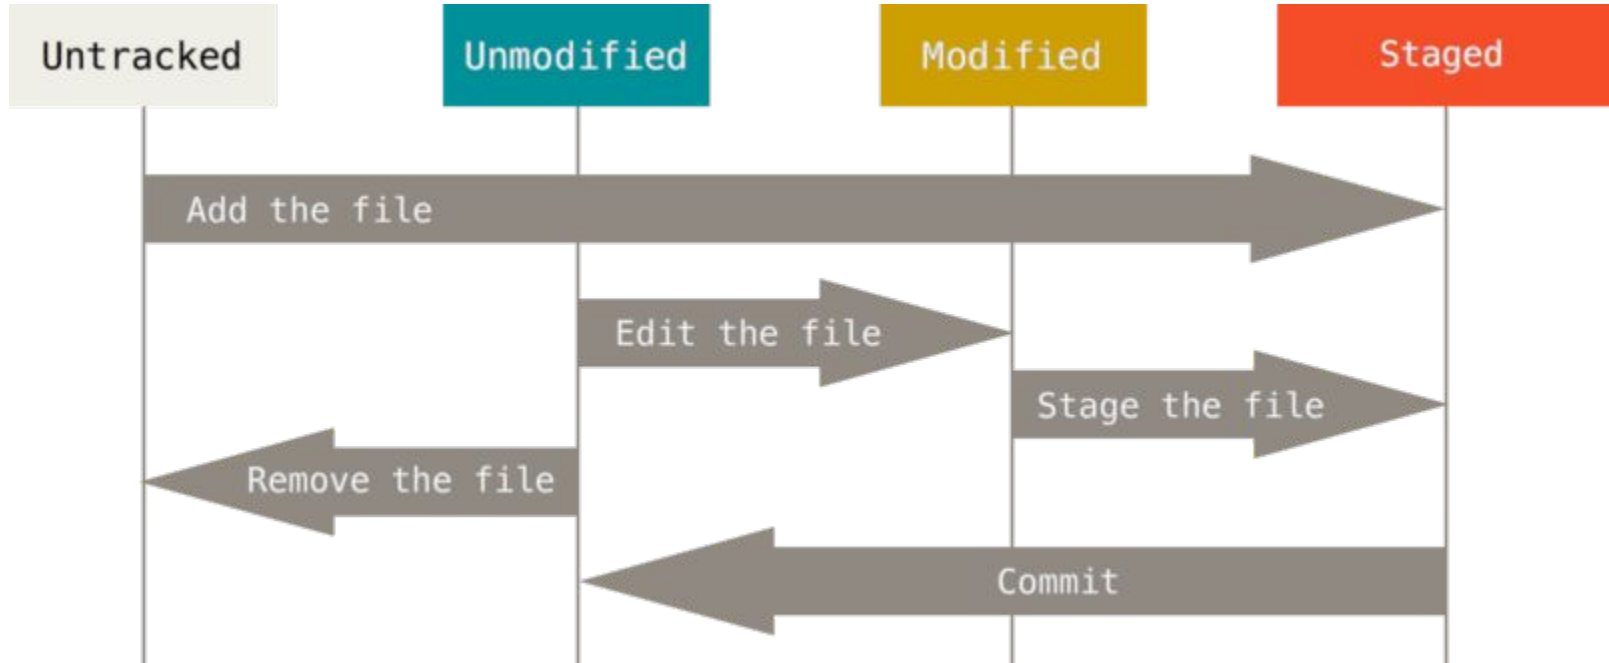 Untracked
Unmodified
Modified
Staged
Add the file
Edit the file
Stage the file
Remove the file
Commit